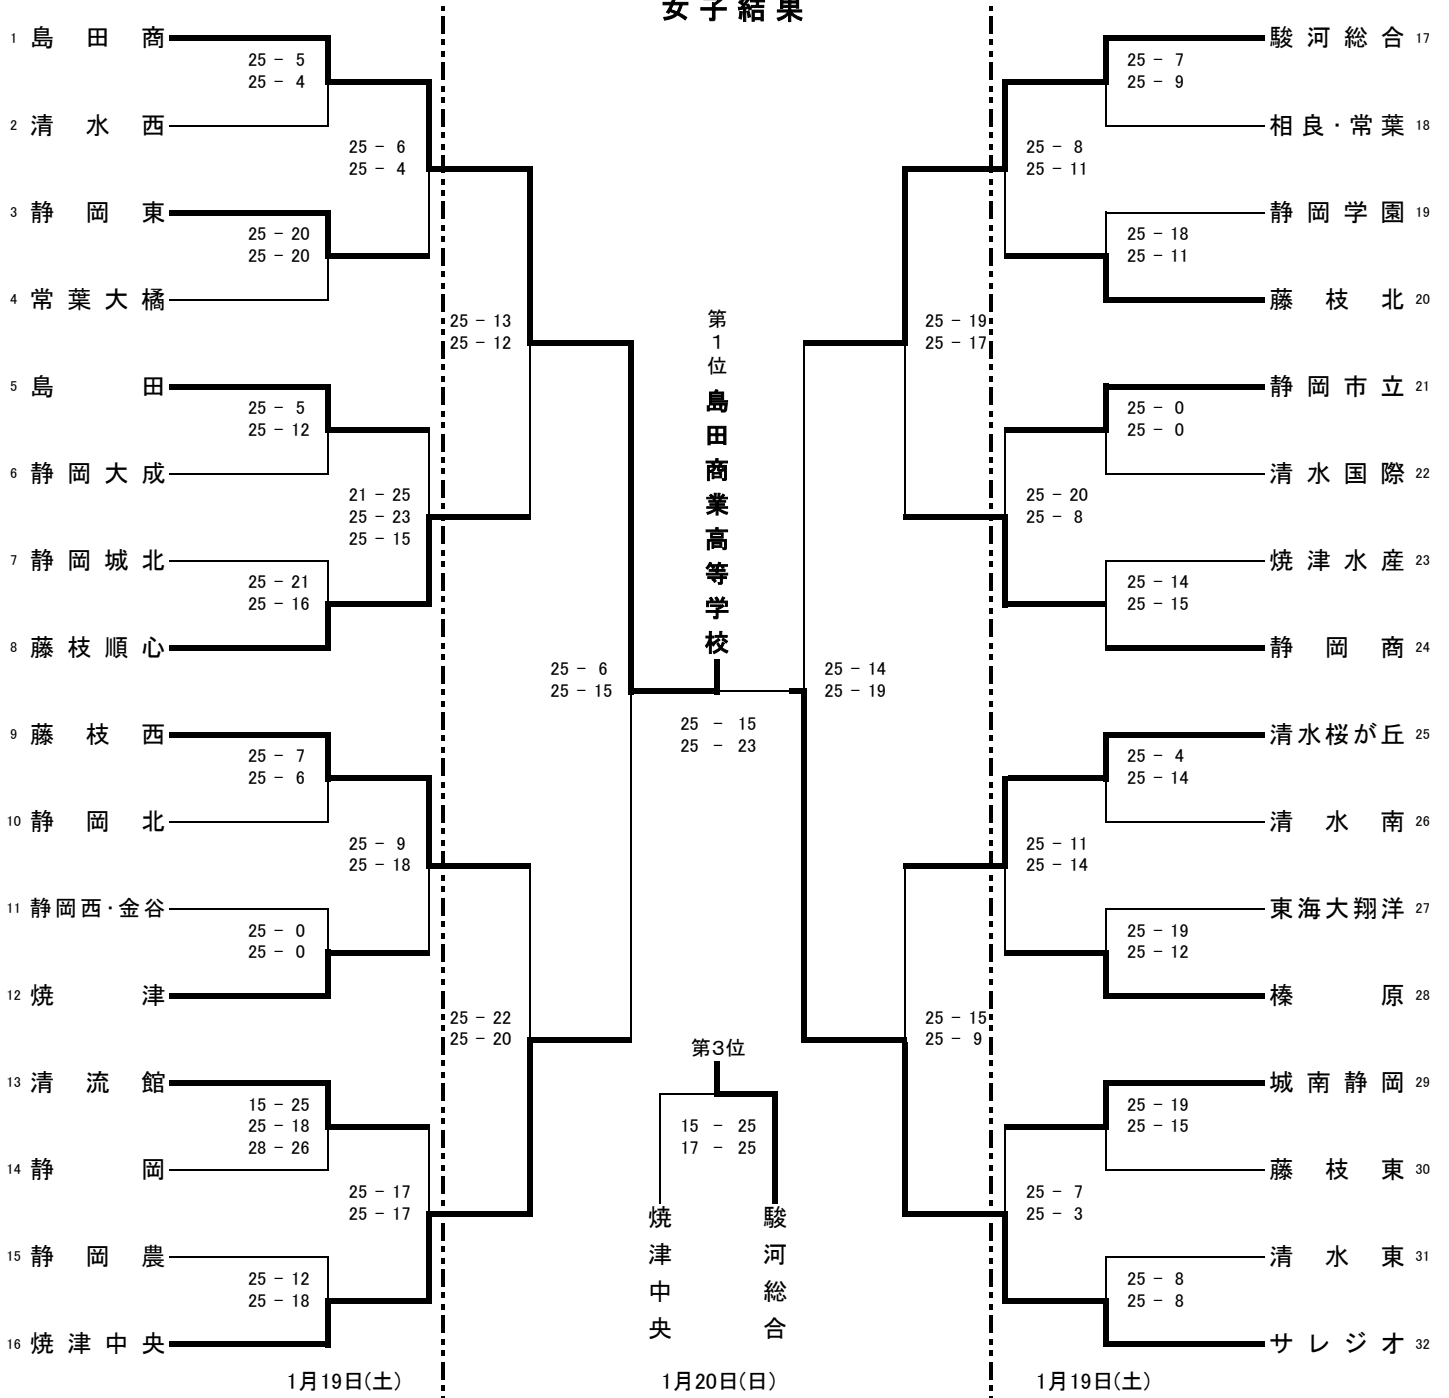 女子結果
1 島田商
25 - 5
25 - 4
2 清水西
25 - 6
25 - 4
3 静岡東
25 - 20
25 - 20
4 常葉大橘
25 - 13
25 - 12
5 島田
25 - 5
25 - 12
6 静岡大成
21 - 25
25 - 23
25 - 15
7 静岡城北
25 - 21
25 - 16
8 藤枝順心
25 - 6
25 - 15
9 藤枝西
25 - 7
25 - 6
10 静岡北
25 - 9
25 - 18
11 静岡西・金谷
25 - 0
25 - 0
12 焼津
25 - 22
25 - 20
13 清流館
15 - 25
25 - 18
28 - 26
14 静岡
25 - 17
25 - 17
15 静岡農
25 - 12
25 - 18
16 焼津中央
1月19日(土)
第1位 島田商業高等学校
25 - 15
25 - 23
第3位
15 - 25
17 - 25
焼津中央
駿河総合
1月20日(日)
駿河総合 17
25 - 7
25 - 9
相良・常葉 18
25 - 8
25 - 11
静岡学園 19
25 - 18
25 - 11
藤枝北 20
25 - 19
25 - 17
静岡市立 21
25 - 0
25 - 0
清水国際 22
25 - 20
25 - 8
焼津水産 23
25 - 14
25 - 15
静岡商 24
25 - 14
25 - 19
清水桜が丘 25
25 - 4
25 - 14
清水南 26
25 - 11
25 - 14
東海大翔洋 27
25 - 19
25 - 12
榛原 28
25 - 15
25 - 9
城南静岡 29
25 - 19
25 - 15
藤枝東 30
25 - 7
25 - 3
清水東 31
25 - 8
25 - 8
サレジオ 32
1月19日(土)